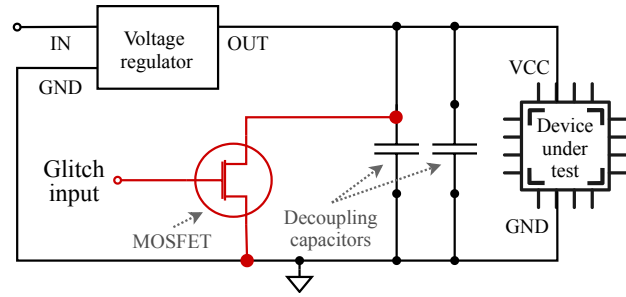 IN
Voltage
regulator
OUT
GND
VCC
Device
under
test
Glitch
input
MOSFET
Decoupling
capacitors
GND